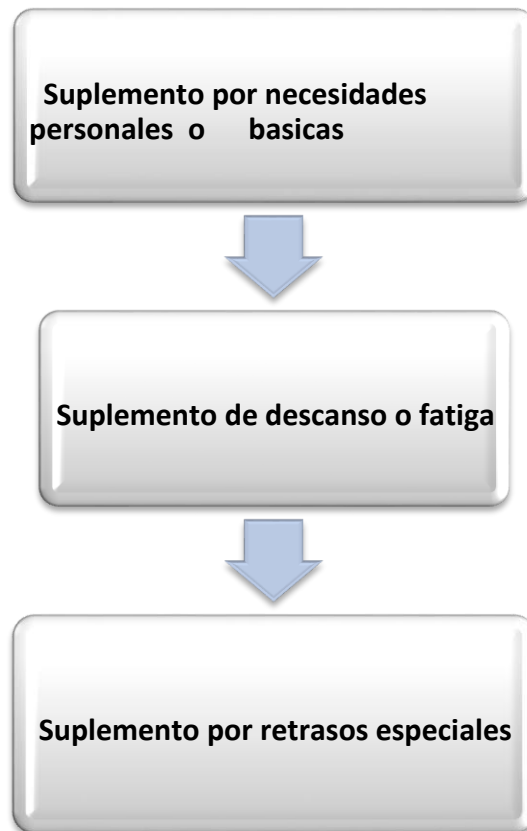 Suplemento por necesidades
personales o basicas
Suplemento de descanso o fatiga
Suplemento por retrasos especiales